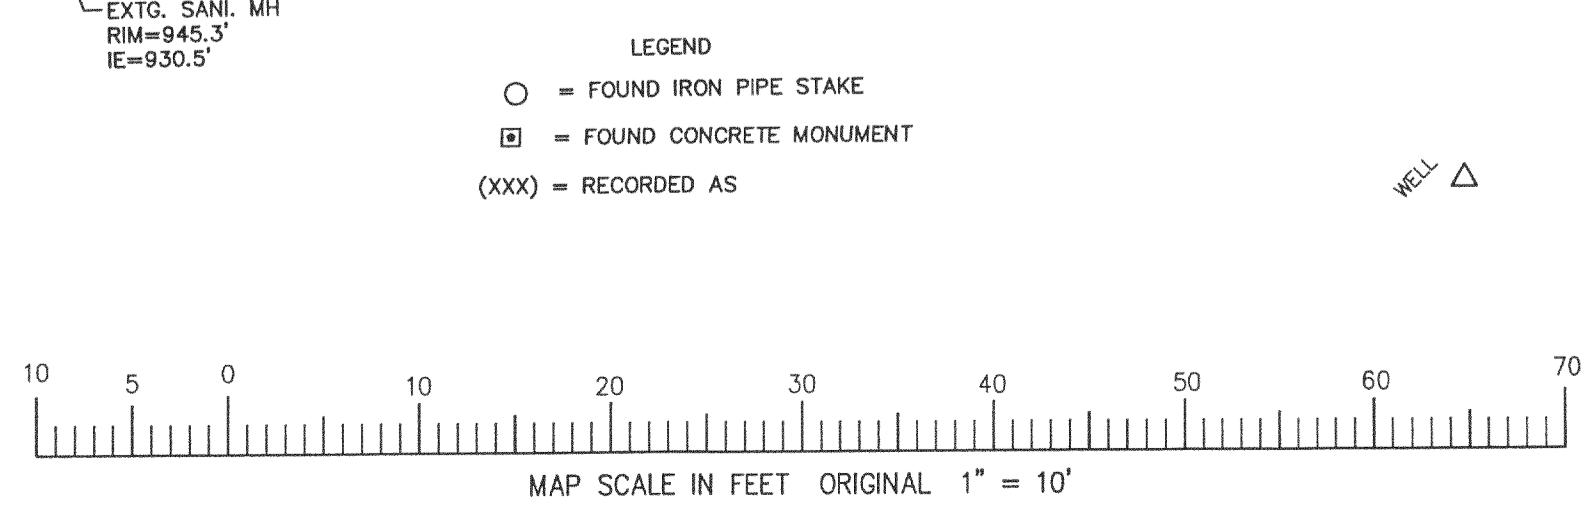 EXTG. SANI. MH
RIM=945.3'
IE=930.5'
LEGEND
= FOUND IRON PIPE STAKE
= FOUND CONCRETE MONUMENT
(XXX) = RECORDED AS
WELL
10 5 0 10 20 30 40 50 60 70
MAP SCALE IN FEET ORIGINAL 1" = 10'